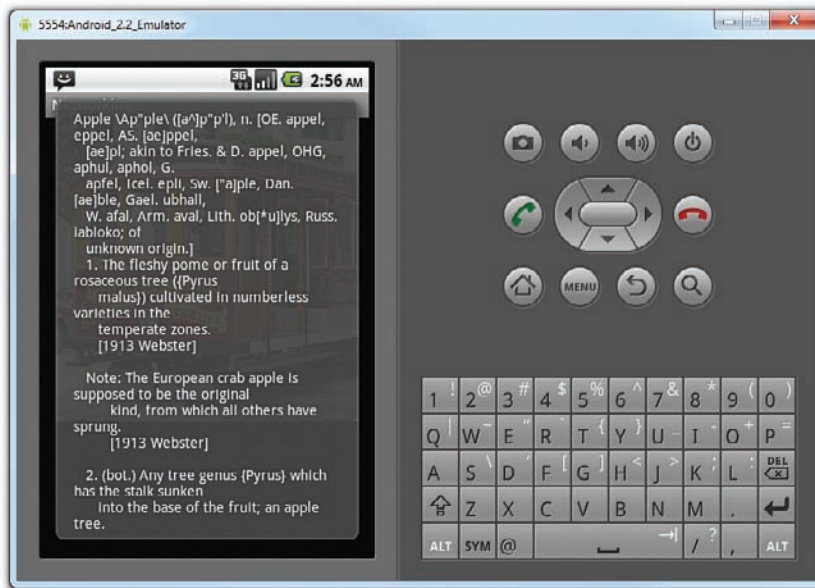 5554:Android_2.2_Emulator
3G 2:56 AM
Apple \Ap"ple\ ([a^]p"p'l), n. [OE. appel,
eppel, AS. [ae]ppel,
[ae]pl; akin to Fries. & D. appel, OHG,
aphul, aphol, G.
apfel, Icel. epli, Sw. ["a]ple, Dan.
[ae]ble, Gael. ubhall,
W. afal, Arm. aval, Lith. ob[*u]lys, Russ.
iabloko; of
unknown origin.]
1. The fleshy pome or fruit of a
rosaceous tree ({Pyrus
malus}) cultivated in numberless
varieties in the
temperate zones.
[1913 Webster]
Note: The European crab apple is
supposed to be the original
kind, from which all others have
sprung.
[1913 Webster]
2. (bot.) Any tree genus {Pyrus} which
has the stalk sunken
into the base of the fruit; an apple
tree.
MENU
1 ! 2 @ 3 # 4 $ 5 % 6 ^ 7 & 8 * 9 ( 0 )
Q | W ~ E " R ` T { Y } U _ I - O + P =
A S \ D ' F [ G ] H < J > K ; L : DEL
Z X C V B N M .
ALT SYM @ / ? , ALT